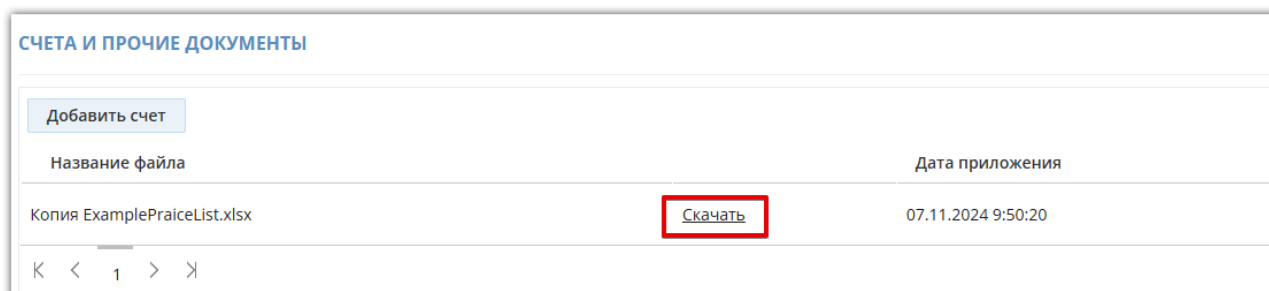 СЧЕТА И ПРОЧИЕ ДОКУМЕНТЫ
Добавить счет
Название файла Дата приложения
Копия ExamplePraiceList.xlsx Скачать 07.11.2024 9:50:20
1